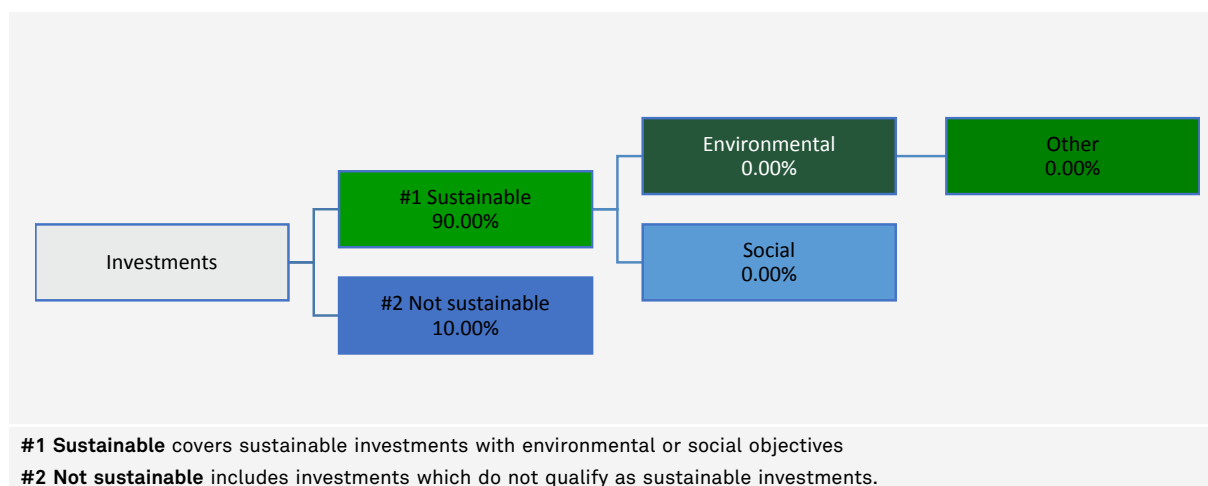 Investments
#1 Sustainable
90.00%
#2 Not sustainable
10.00%
Environmental
0.00%
Social
0.00%
Other
0.00%
#1 Sustainable covers sustainable investments with environmental or social objectives
#2 Not sustainable includes investments which do not qualify as sustainable investments.